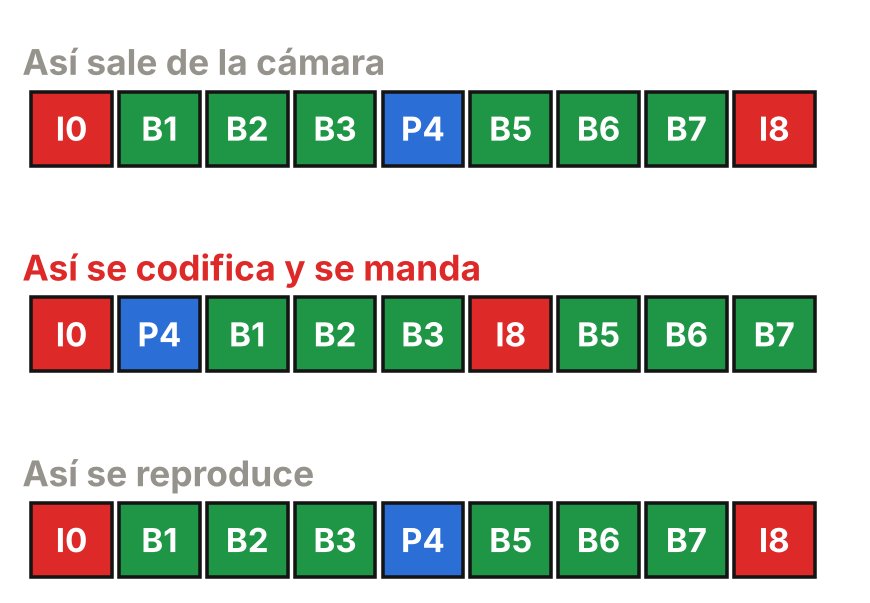 Así sale de la cámara
I0 B1 B2 B3 P4 B5 B6 B7 I8
Así se codifica y se manda
I0 P4 B1 B2 B3 I8 B5 B6 B7
Así se reproduce
I0 B1 B2 B3 P4 B5 B6 B7 I8